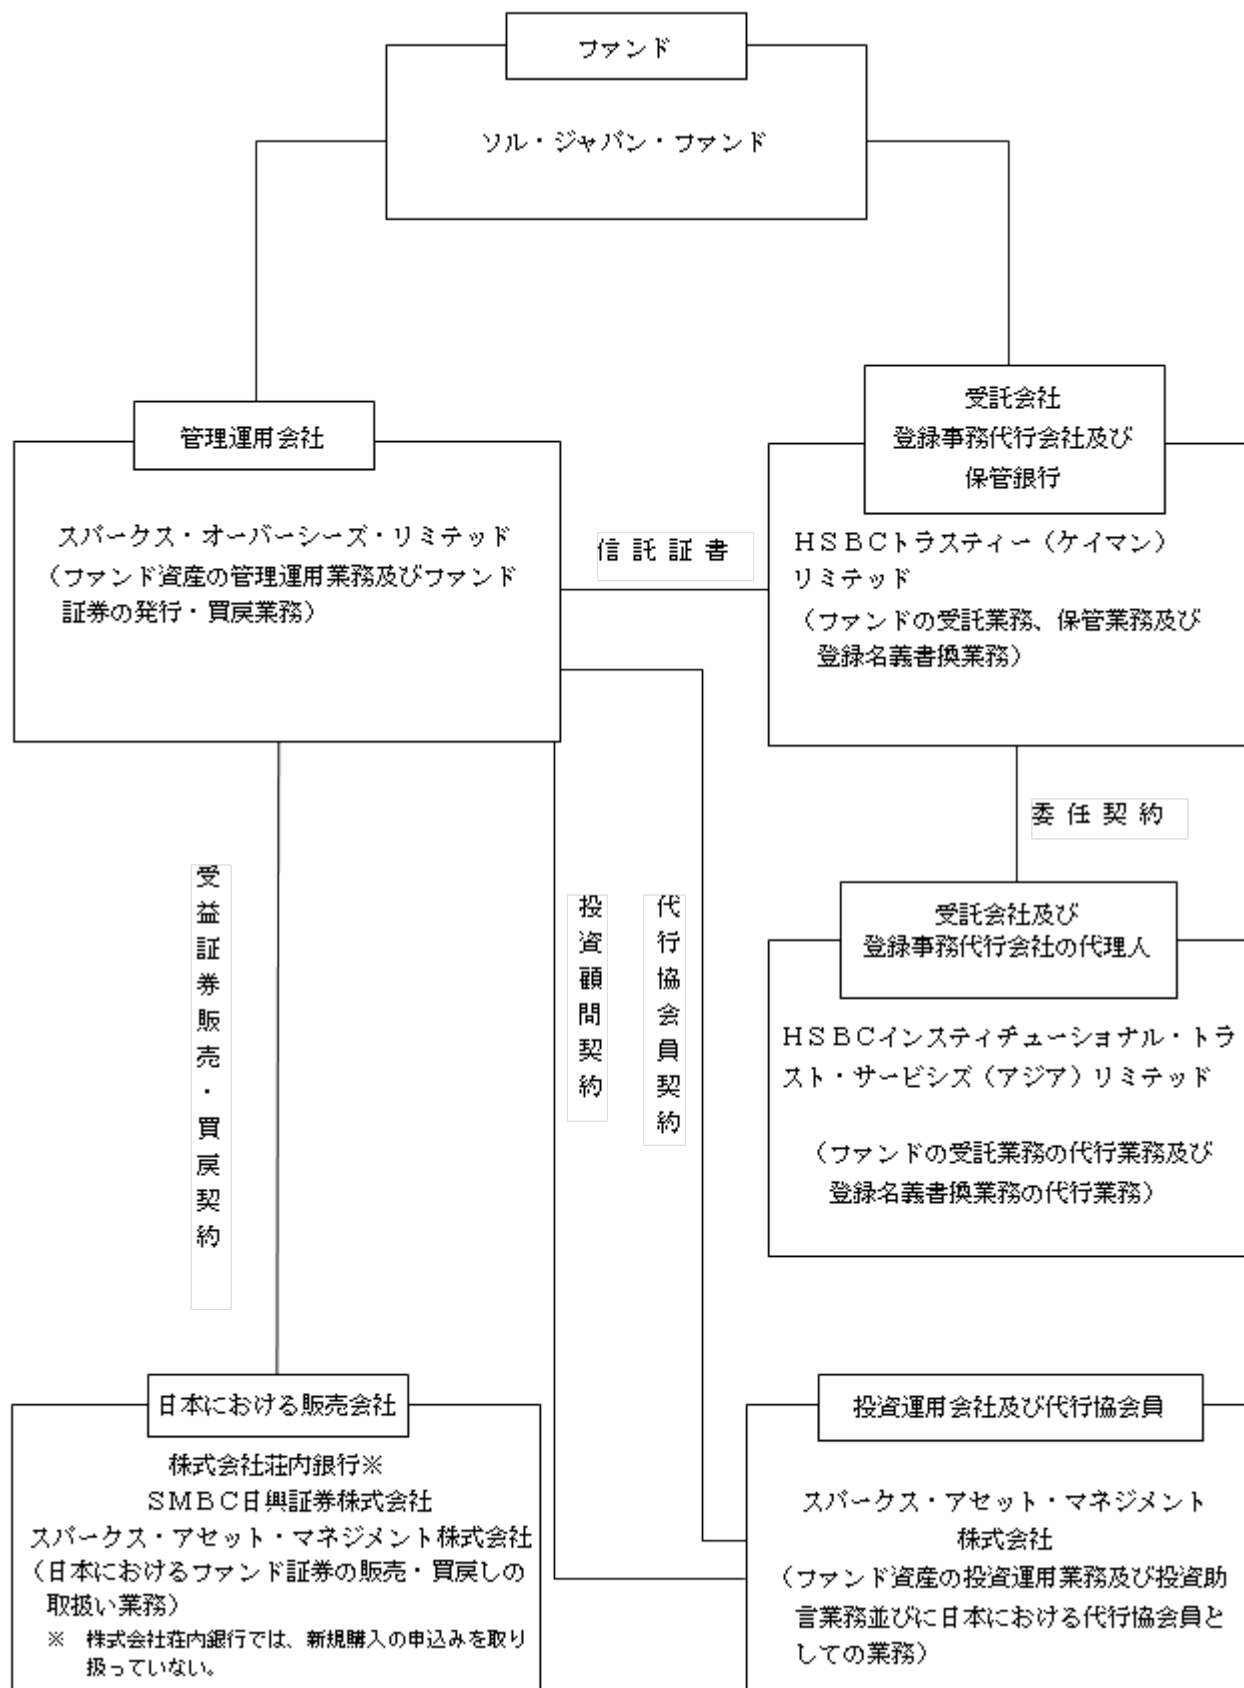 ファンド
ソル・ジャパン・ファンド
管理運用会社
スパークス・オーバーシーズ・リミテッド
（ファンド資産の管理運用業務及びファンド
証券の発行・買戻業務）
信託証書
受託会社
登録事務代行会社及び
保管銀行
ＨＳＢＣトラスティー（ケイマン）
リミテッド
（ファンドの受託業務、保管業務及び
登録名義書換業務）
委任契約
受託会社及び
登録事務代行会社の代理人
ＨＳＢＣインスティチューショナル・トラ
スト・サービシズ（アジア）リミテッド
（ファンドの受託業務の代行業務及び
登録名義書換業務の代行業務）
受益証券販売・買戻契約
投資顧問契約
代行協会員契約
日本における販売会社
株式会社荘内銀行※
ＳＭＢＣ日興証券株式会社
スパークス・アセット・マネジメント株式会社
（日本におけるファンド証券の販売・買戻しの
取扱い業務）
※　株式会社荘内銀行では、新規購入の申込みを取り
扱っていない。
投資運用会社及び代行協会員
スパークス・アセット・マネジメント
株式会社
（ファンド資産の投資運用業務及び投資助
言業務並びに日本における代行協会員と
しての業務）